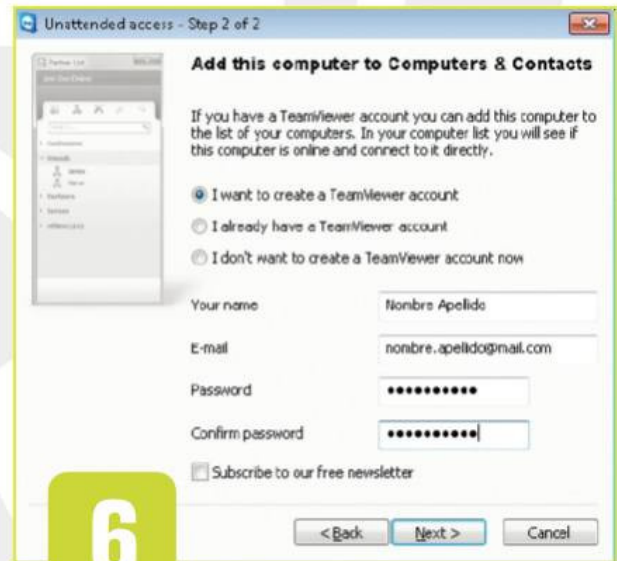 Unattended access - Step 2 of 2
Add this computer to Computers & Contacts
If you have a TeamViewer account you can add this computer to
the list of your computers. In your computer list you will see if
this computer is online and connect to it directly.
I want to create a TeamViewer account
I already have a TeamViewer account
I don't want to create a TeamViewer account now
Your name
Nombre Apellido
E-mail
nombre.apellido@mail.com
Password
••••••••••
Confirm password
••••••••••
Subscribe to our free newsletter
6
< Back
Next >
Cancel